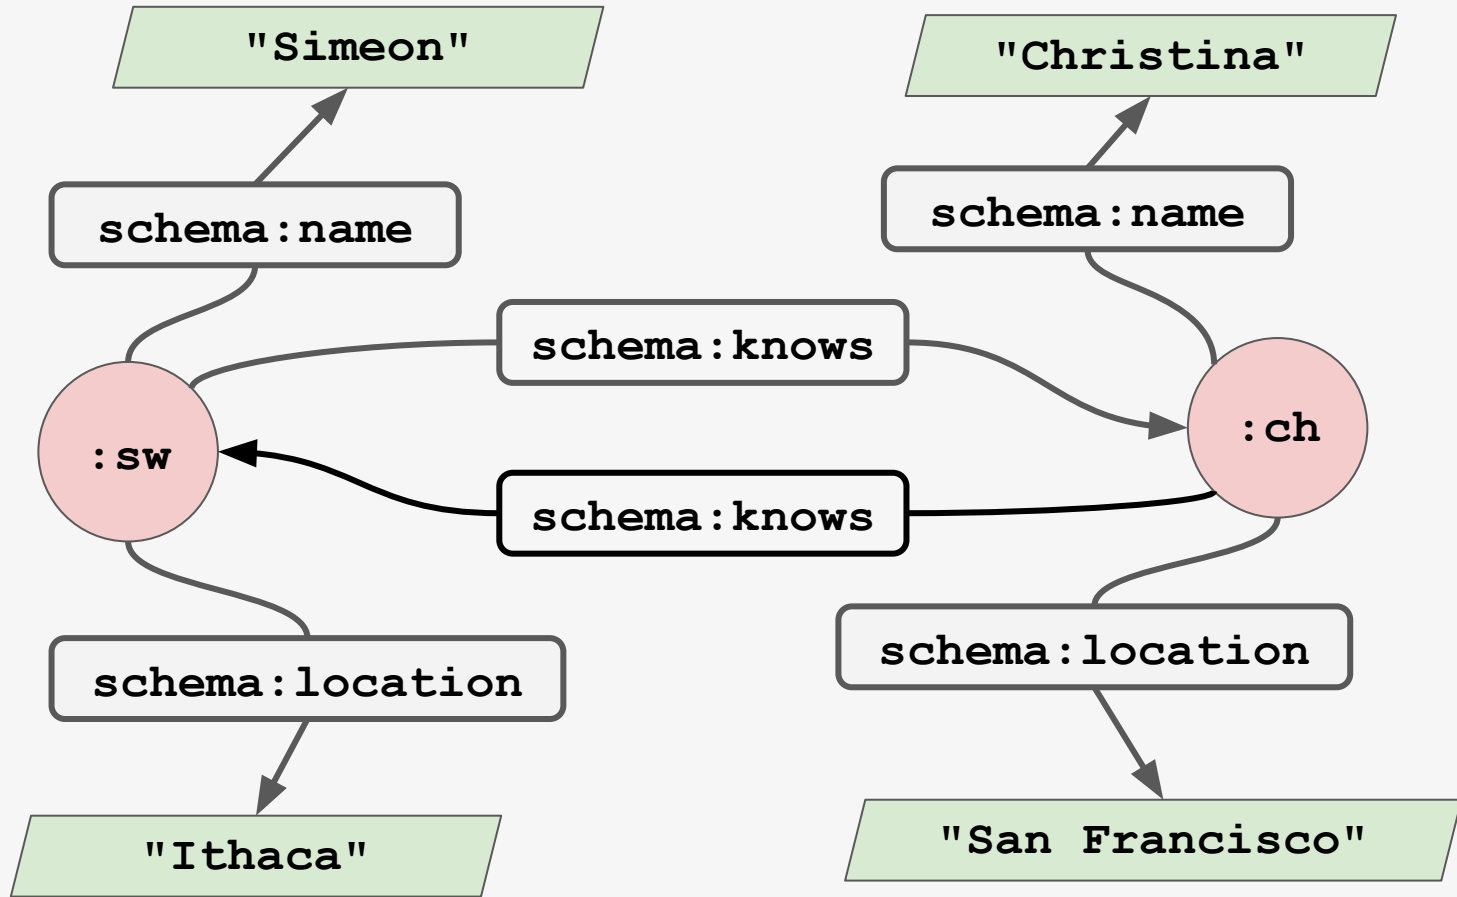 "Simeon"
"Christina"
schema:name
schema:name
schema:knows
:sw
:ch
schema:knows
schema:location
schema:location
"Ithaca"
"San Francisco"